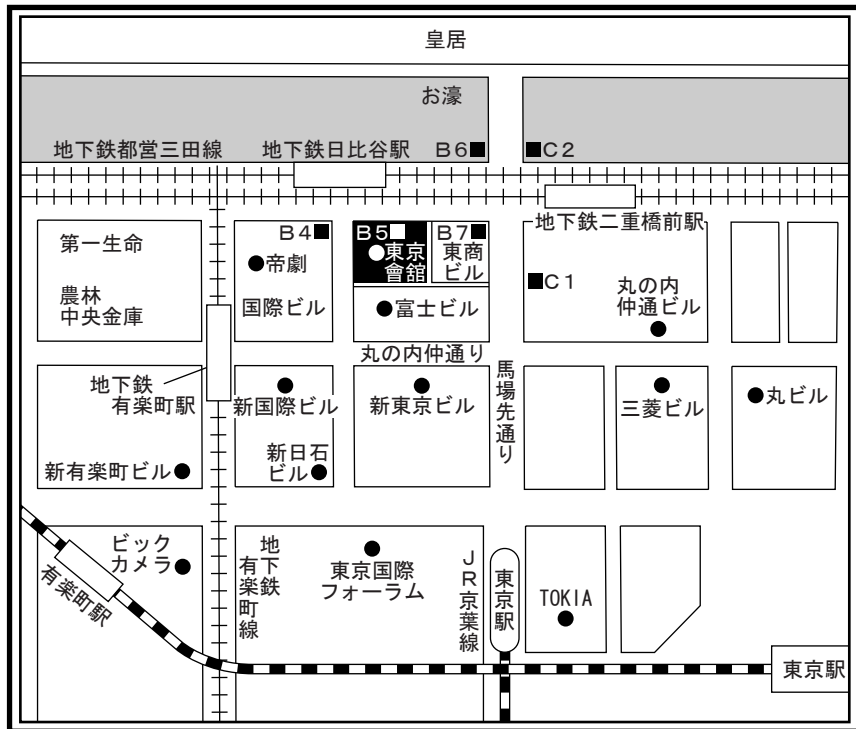 皇居
お濠
地下鉄都営三田線
地下鉄日比谷駅
B6
C2
地下鉄二重橋前駅
第一生命
農林
中央金庫
B4
帝劇
国際ビル
B5
東京
會舘
B7
東商
ビル
富士ビル
C1
丸の内
仲通ビル
丸の内仲通り
地下鉄
有楽町駅
新国際ビル
新日石
ビル
新東京ビル
馬場先通り
三菱ビル
丸ビル
新有楽町ビル
ビック
カメラ
有楽町駅
地下鉄
有楽町線
東京国際
フォーラム
JR京葉線
東京駅
TOKIA
東京駅